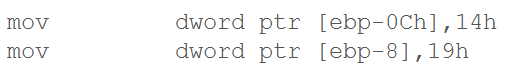 mov dword ptr [ebp-0Ch],14h
mov dword ptr [ebp-8],19h